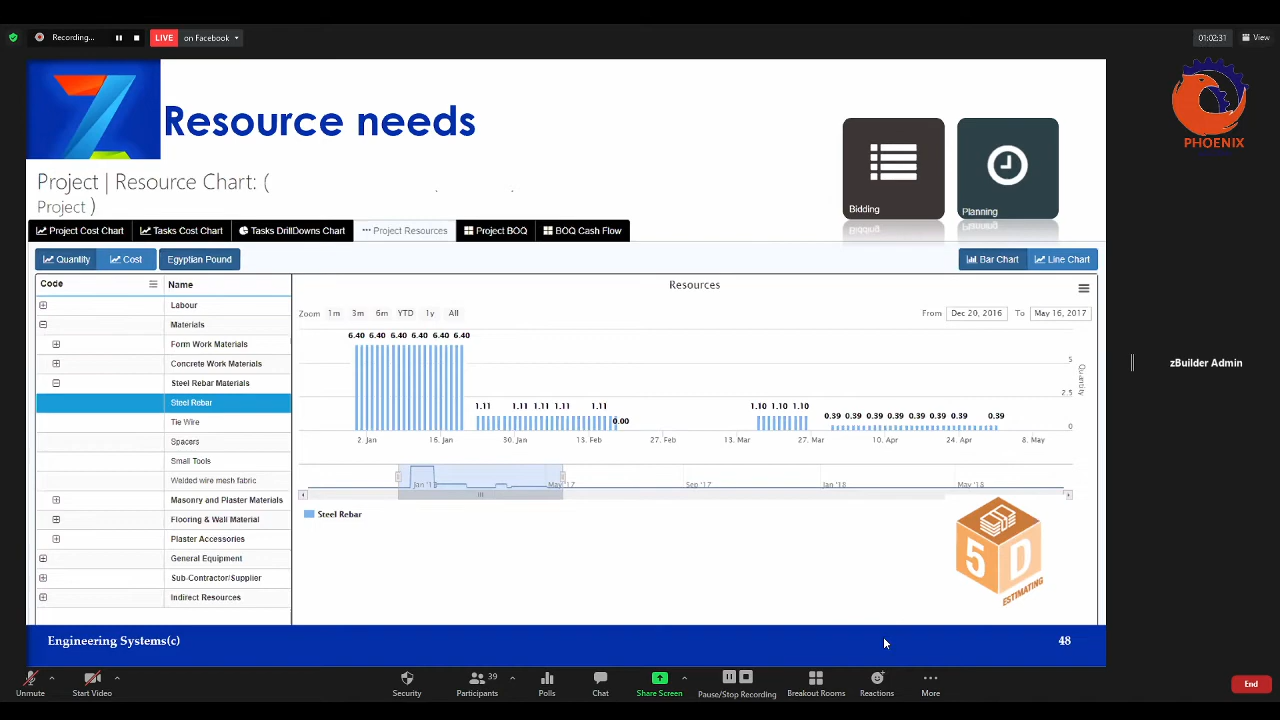 Recording...
LIVE on Facebook
01:02:31
View
Resource needs
PHOENIX
Project | Resource Chart: (
Project )
Bidding
Planning
Project Cost Chart
Tasks Cost Chart
Tasks DrillDowns Chart
Project Resources
Project BOQ
BOQ Cash Flow
Quantity
Cost
Egyptian Pound
Bar Chart
Line Chart
Code
Name
Labour
Materials
Form Work Materials
Concrete Work Materials
Steel Rebar Materials
Steel Rebar
Tie Wire
Spacers
Small Tools
Welded wire mesh fabric
Masonry and Plaster Materials
Flooring & Wall Material
Plaster Accessories
General Equipment
Sub-Contractor/Supplier
Indirect Resources
Resources
Zoom 1m 3m 6m YTD 1y All
From Dec 20, 2016 To May 16, 2017
6.40 6.40 6.40 6.40 6.40 6.40
1.11 1.11 1.11 1.11 1.11
0.00
1.10 1.10 1.10
0.39 0.39 0.39 0.39 0.39 0.39 0.39 0.39
5
2.5
0
Quantity
2. Jan 16. Jan 30. Jan 13. Feb 27. Feb 13. Mar 27. Mar 10. Apr 24. Apr 8. May
May '17 Sep '17 Jan '18 May '18
Steel Rebar
5D
ESTIMATING
zBuilder Admin
Engineering Systems(c)
48
Unmute
Start Video
Security
39
Participants
Polls
Chat
Share Screen
Pause/Stop Recording
Breakout Rooms
Reactions
More
End